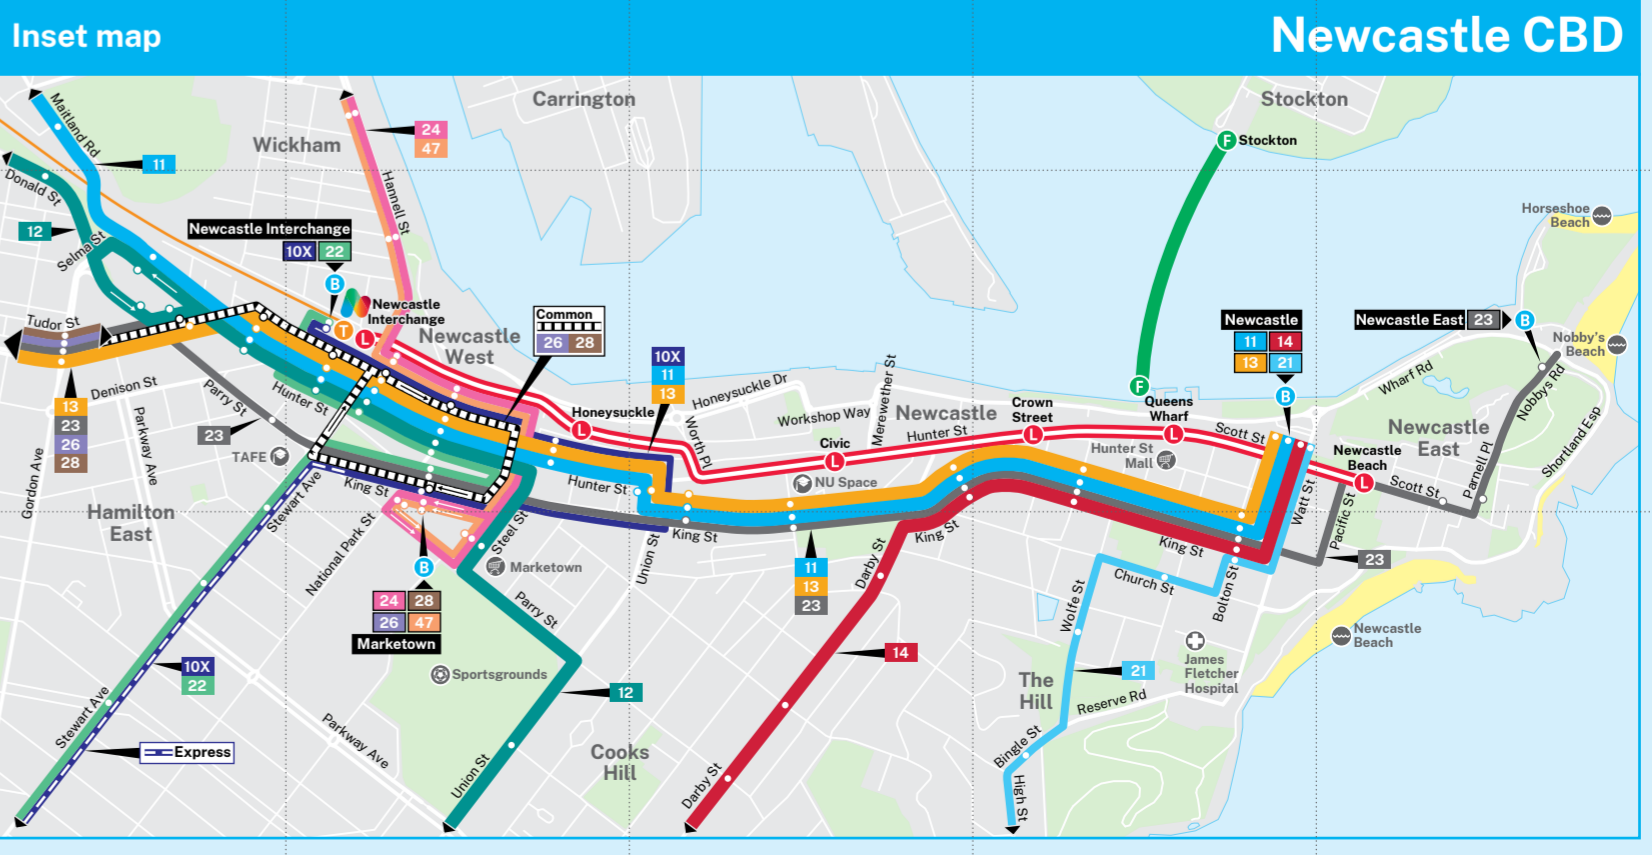 Inset map
Newcastle CBD
Carrington
Stockton
Wickham
Maitland Rd
24
47
F
Stockton
11
Donald St
Hannell St
Horseshoe
Beach
12
Newcastle Interchange
10X 22
Selma St
B
Newcastle
Interchange
T
L
Tudor St
Newcastle
West
Common
26 28
Newcastle
11 14
13 21
B
Newcastle East 23
B
Nobby's
Beach
10X
11
13
Merewether St
Wharf Rd
Nobbys Rd
F
Denison St
Honeysuckle Dr
Hunter St
Parry St
Parkway Ave
13
23
26
28
23
Honeysuckle
L
Workshop Way
Newcastle
Crown
Street
L
Queens
Wharf
L
Scott St
Newcastle
East
Shortland Esp
Worth Pl
Civic
L
Hunter St
Hunter St
Mall
Newcastle
Beach
L
Parnell Pl
TAFE
Gordon Ave
Stewart Ave
King St
Hunter St
NU Space
Watt St
Scott St
Hamilton
East
National Park St
Steel St
Union St
King St
King St
King St
Pacific St
23
B
Marketown
11
13
23
Darby St
Church St
Bolton St
Wolfe St
24 28
26 47
Marketown
Parry St
14
Newcastle
Beach
James
Fletcher
Hospital
10X
22
Sportsgrounds
12
21
The
Hill
Reserve Rd
Stewart Ave
Parkway Ave
Express
Cooks
Hill
Bingle St
Union St
Darby St
High St